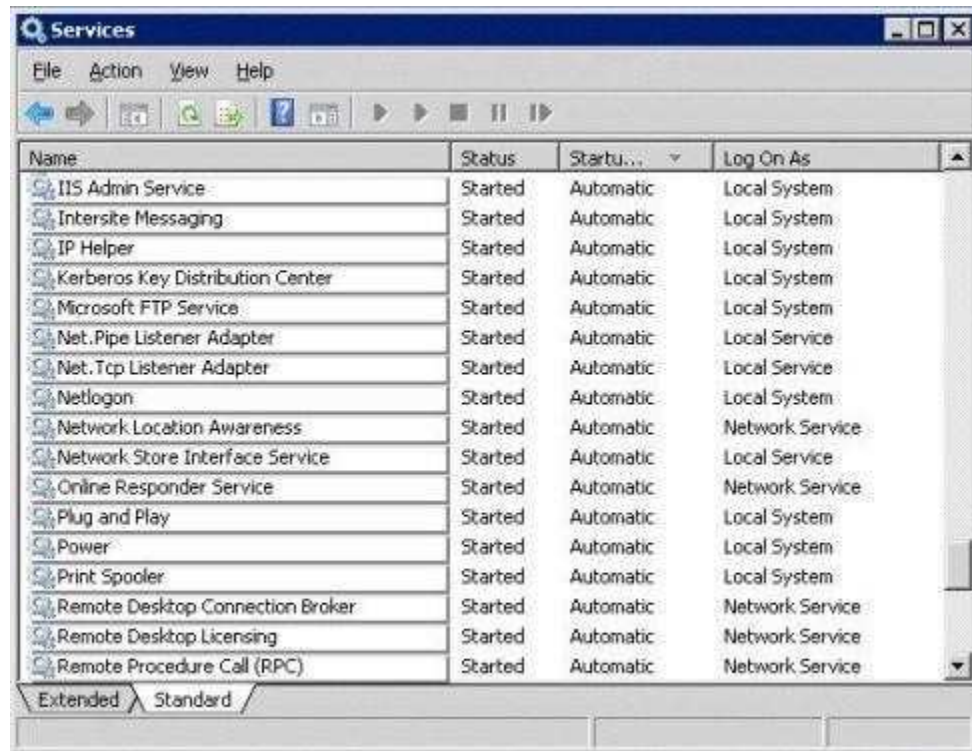 Services
File Action View Help
Name Status Startu... Log On As
IIS Admin Service Started Automatic Local System
Intersite Messaging Started Automatic Local System
IP Helper Started Automatic Local System
Kerberos Key Distribution Center Started Automatic Local System
Microsoft FTP Service Started Automatic Local System
Net.Pipe Listener Adapter Started Automatic Local Service
Net.Tcp Listener Adapter Started Automatic Local Service
Netlogon Started Automatic Local System
Network Location Awareness Started Automatic Network Service
Network Store Interface Service Started Automatic Local Service
Online Responder Service Started Automatic Network Service
Plug and Play Started Automatic Local System
Power Started Automatic Local System
Print Spooler Started Automatic Local System
Remote Desktop Connection Broker Started Automatic Network Service
Remote Desktop Licensing Started Automatic Network Service
Remote Procedure Call (RPC) Started Automatic Network Service
Extended Standard